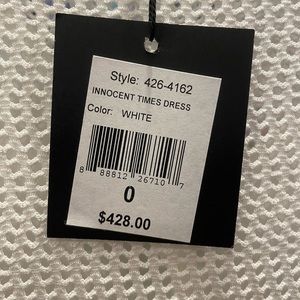 Style: 426-4162
INNOCENT TIMES DRESS
Color: WHITE
8 88812 26710 7
0
$428.00